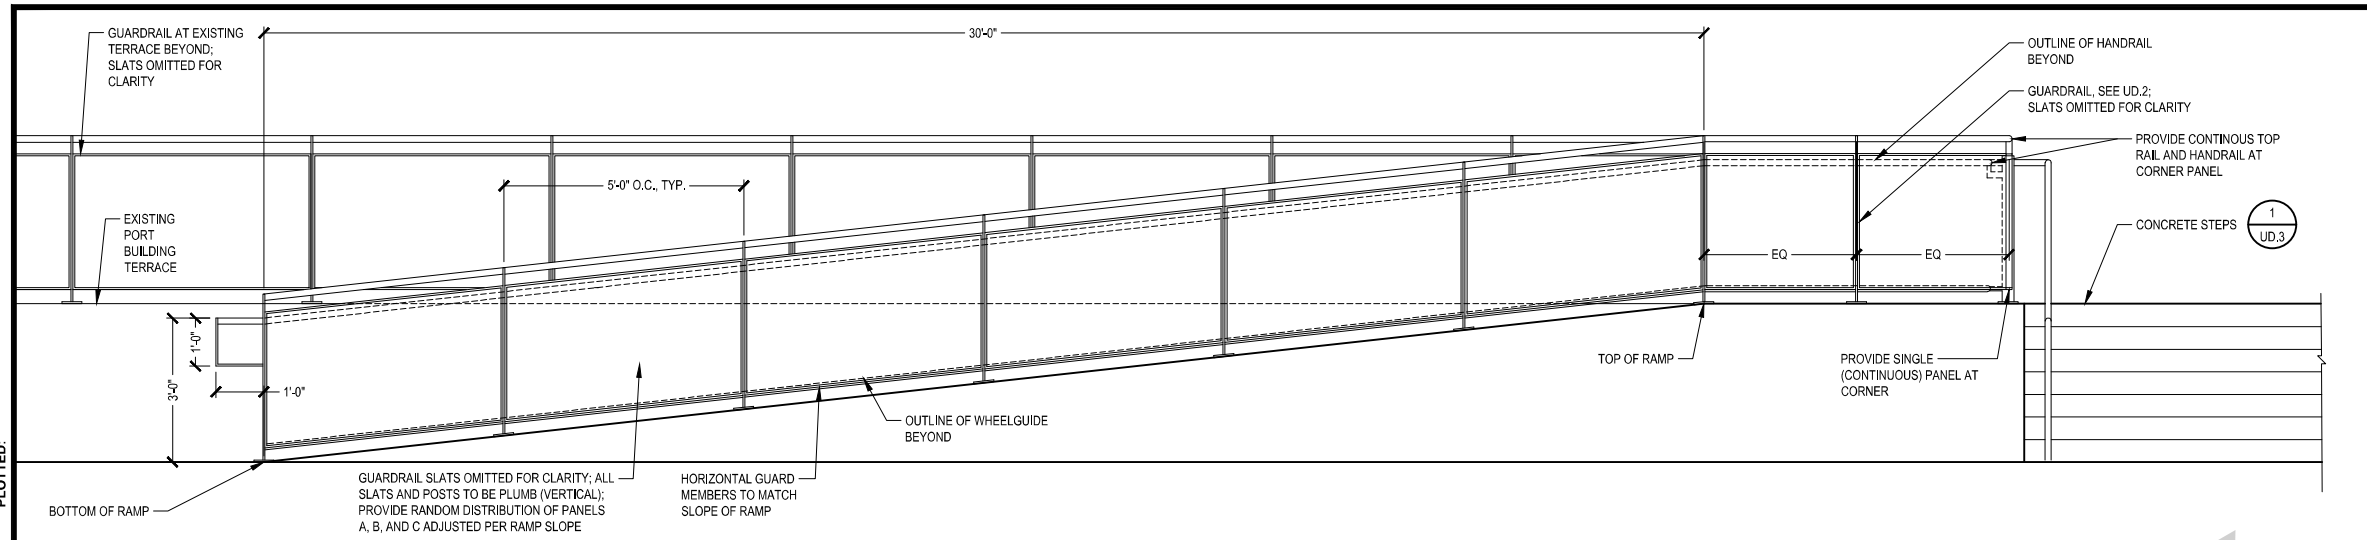 GUARDRAIL AT EXISTING
TERRACE BEYOND;
SLATS OMITTED FOR
CLARITY
30'-0"
OUTLINE OF HANDRAIL
BEYOND
GUARDRAIL, SEE UD.2;
SLATS OMITTED FOR CLARITY
PROVIDE CONTINOUS TOP
RAIL AND HANDRAIL AT
CORNER PANEL
5'-0" O.C., TYP.
EXISTING
PORT
BUILDING
TERRACE
CONCRETE STEPS
1
UD.3
EQ
EQ
1'-0"
3'-0"
1'-0"
TOP OF RAMP
PROVIDE SINGLE
(CONTINUOUS) PANEL AT
CORNER
OUTLINE OF WHEELGUIDE
BEYOND
GUARDRAIL SLATS OMITTED FOR CLARITY; ALL
SLATS AND POSTS TO BE PLUMB (VERTICAL);
PROVIDE RANDOM DISTRIBUTION OF PANELS
A, B, AND C ADJUSTED PER RAMP SLOPE
HORIZONTAL GUARD
MEMBERS TO MATCH
SLOPE OF RAMP
BOTTOM OF RAMP
PLOTTED: